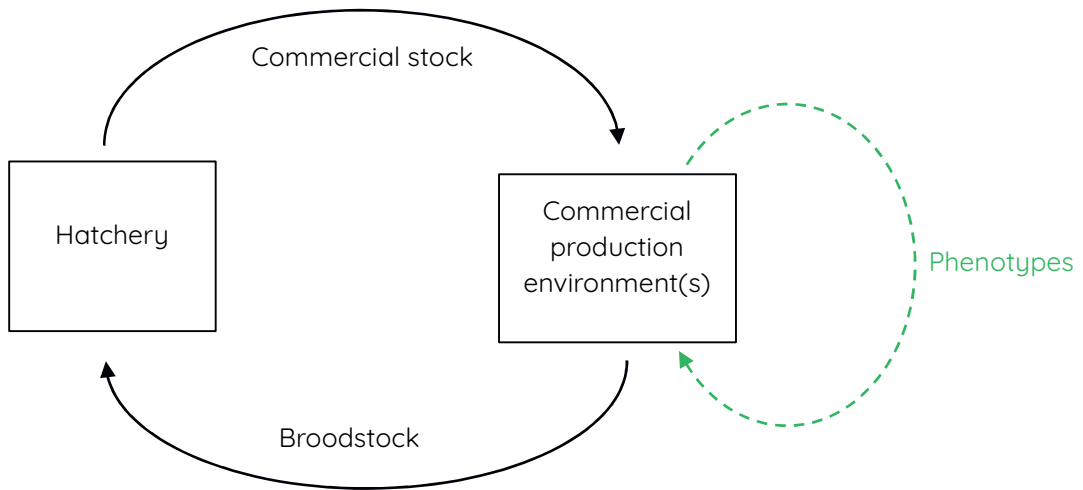 Commercial stock
Hatchery
Commercial
production
environment(s)
Phenotypes
Broodstock